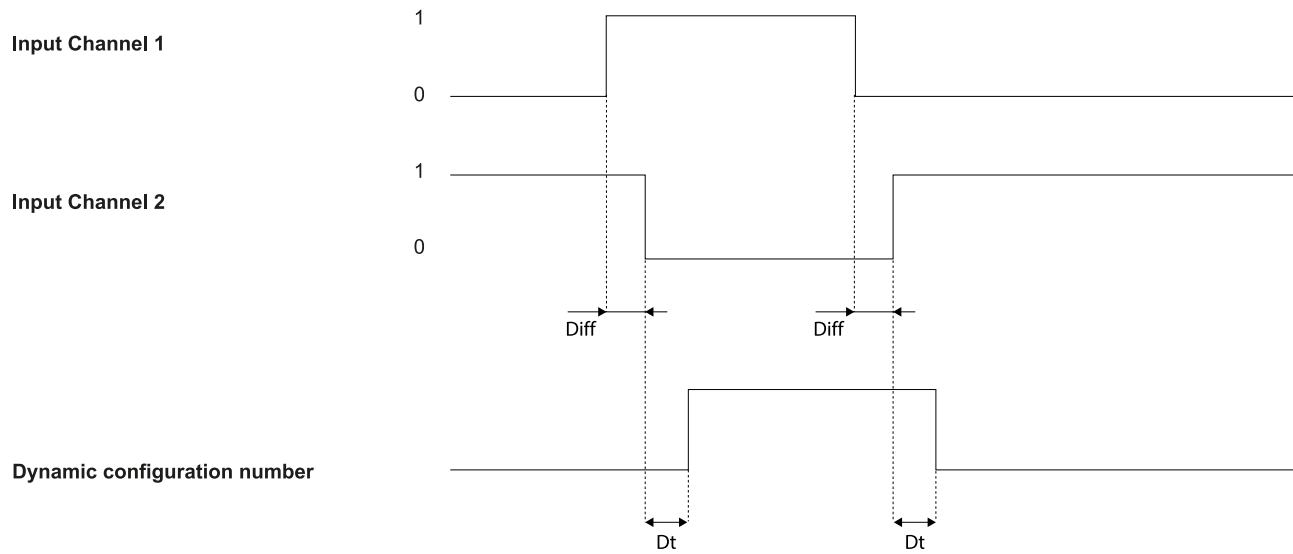 1
Input Channel 1
0
1
Input Channel 2
0
Diff Diff
Dynamic configuration number
Dt Dt